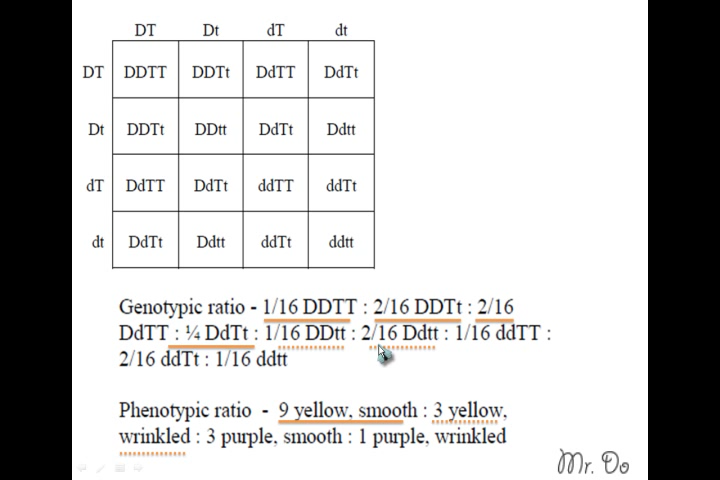 DT Dt dT dt
DT DDTT DDTt DdTT DdTt
Dt DDTt DDtt DdTt Ddtt
dT DdTT DdTt ddTT ddTt
dt DdTt Ddtt ddTt ddtt
Genotypic ratio - 1/16 DDTT : 2/16 DDTt : 2/16
DdTT : ¼ DdTt : 1/16 DDtt : 2/16 Ddtt : 1/16 ddTT :
2/16 ddTt : 1/16 ddtt
Phenotypic ratio - 9 yellow, smooth : 3 yellow,
wrinkled : 3 purple, smooth : 1 purple, wrinkled
Mr. Do